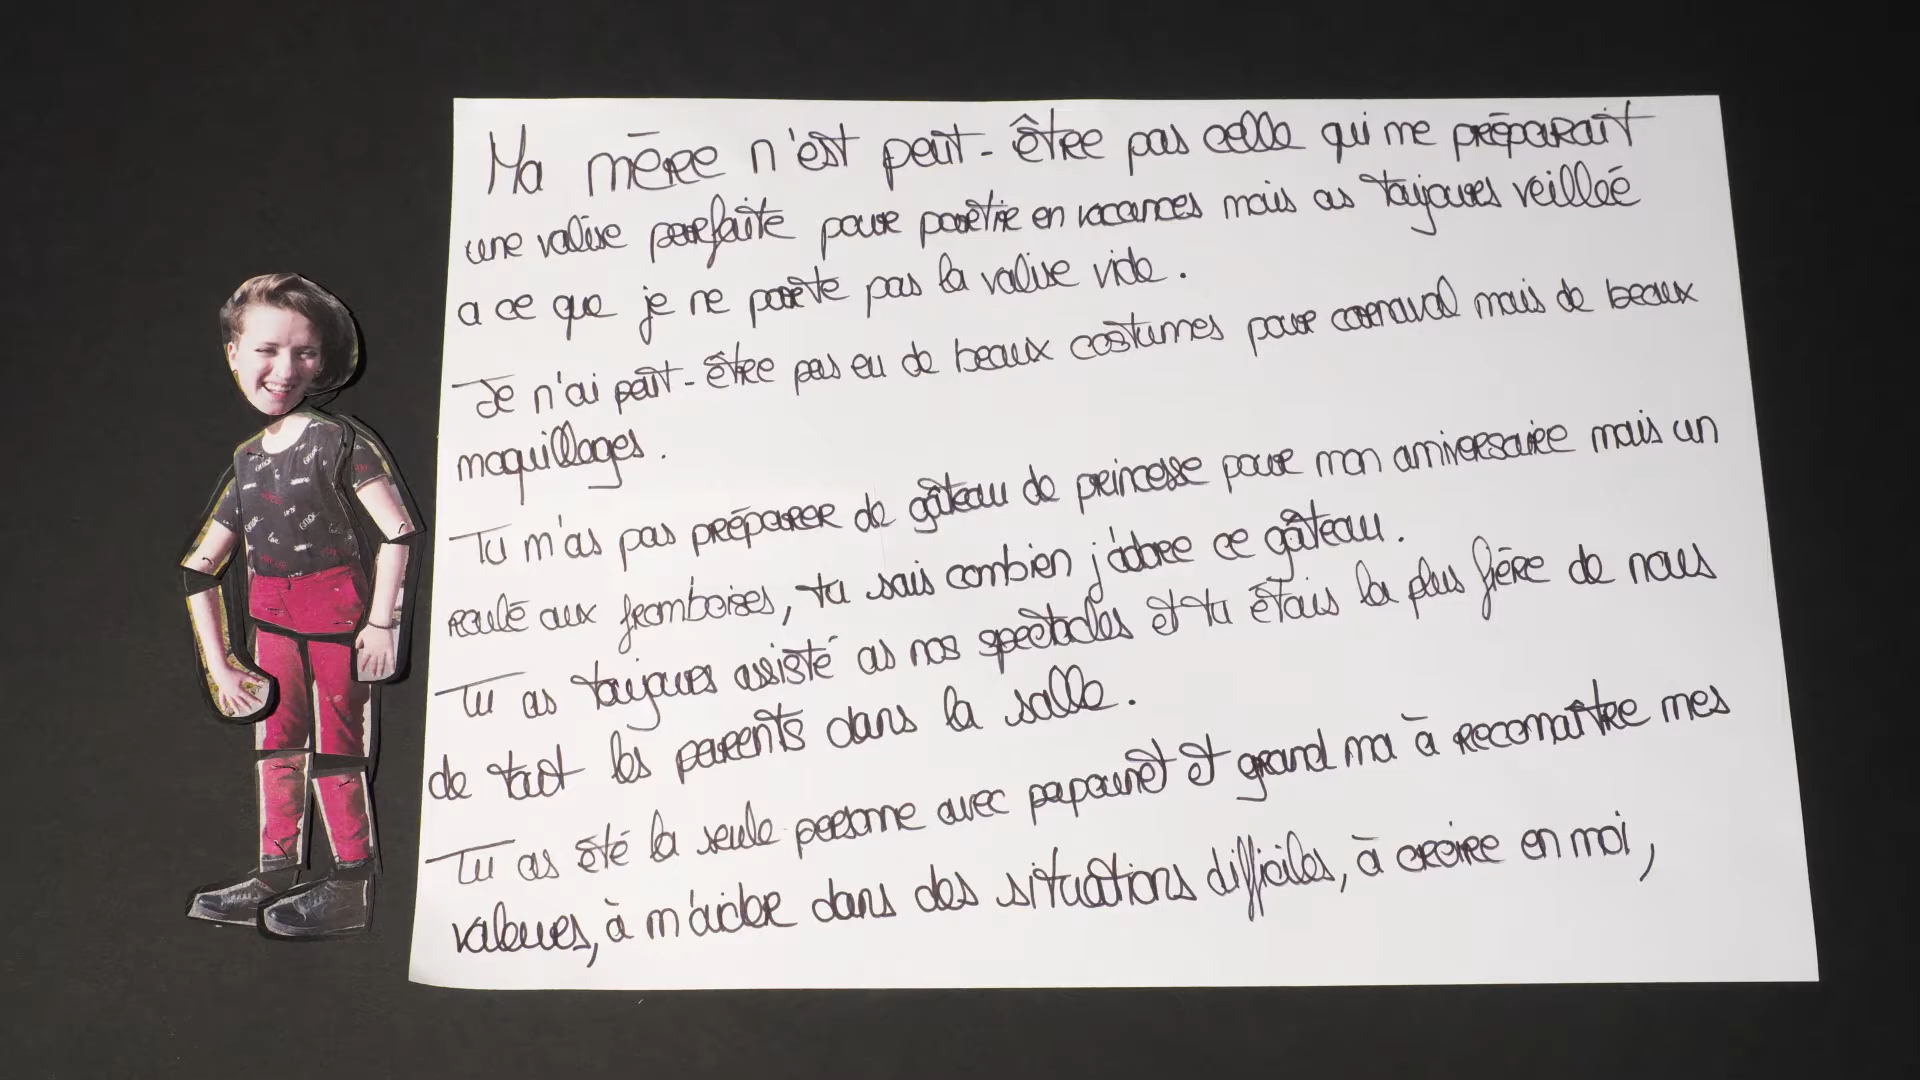 Ma mère n'est peut-être pas celle qui me préparait
une valise parfaite pour partir en vacances mais as toujours veilleé
a ce que je ne parte pas la valise vide.
Je n'ai peut-être pas eu de beaux costumes pour carnaval mais de beaux
maquillages.
Tu m'as pas préparer de gâteau de princesse pour mon anniversaire mais un
roulé aux framboises, tu sais combien j'adore ce gâteau.
Tu as toujours assisté as nos spectacles et tu étais la plus fière de nous
de tout les parents dans la salle.
Tu as été la seule personne avec papounet et grand ma à reconnaître mes
valeurs, à m'aider dans des situations difficiles, à croire en moi,